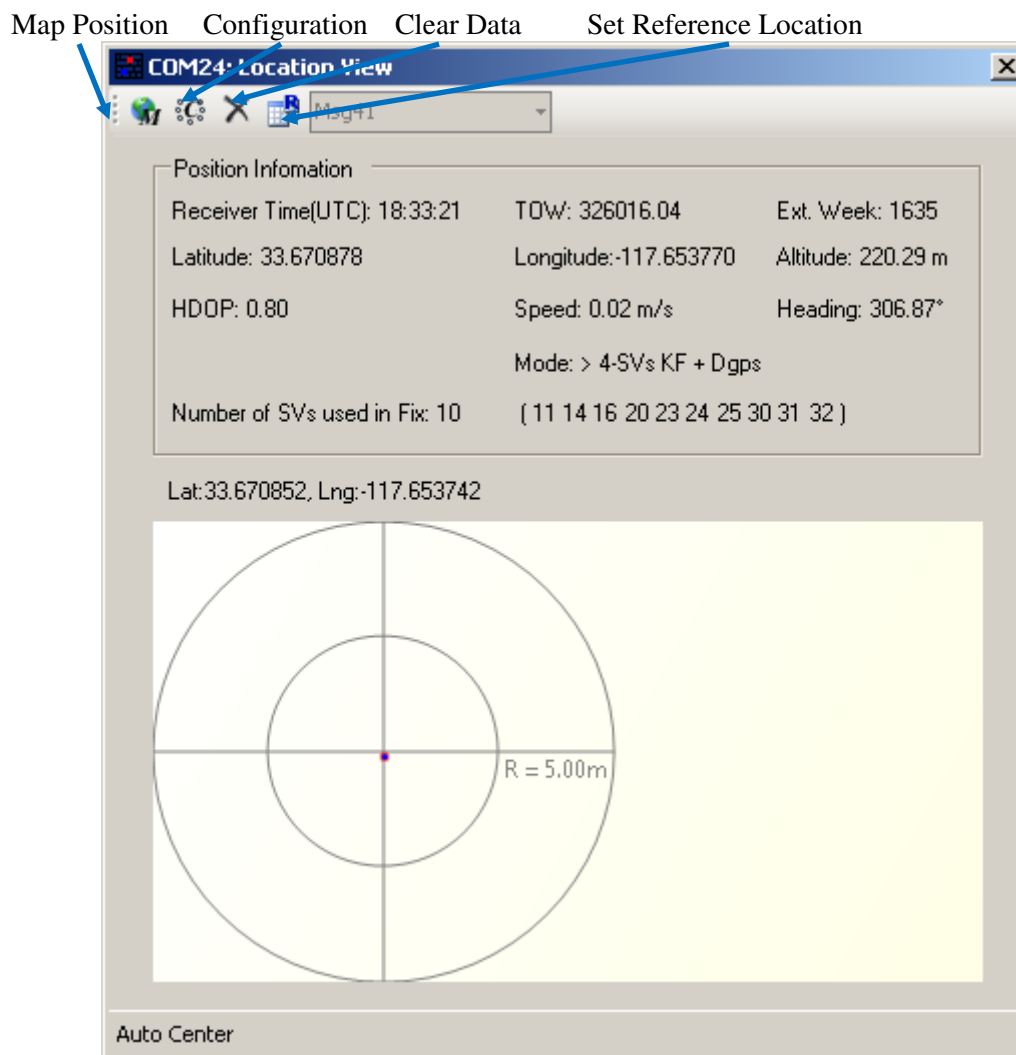 Map Position Configuration Clear Data Set Reference Location
COM24: Location View
Msg41
Position Infomation
Receiver Time(UTC): 18:33:21 TOW: 326016.04 Ext. Week: 1635
Latitude: 33.670878 Longitude:-117.653770 Altitude: 220.29 m
HDOP: 0.80 Speed: 0.02 m/s Heading: 306.87°
Mode: > 4-SVs KF + Dgps
Number of SVs used in Fix: 10 ( 11 14 16 20 23 24 25 30 31 32 )
Lat:33.670852, Lng:-117.653742
R = 5.00m
Auto Center